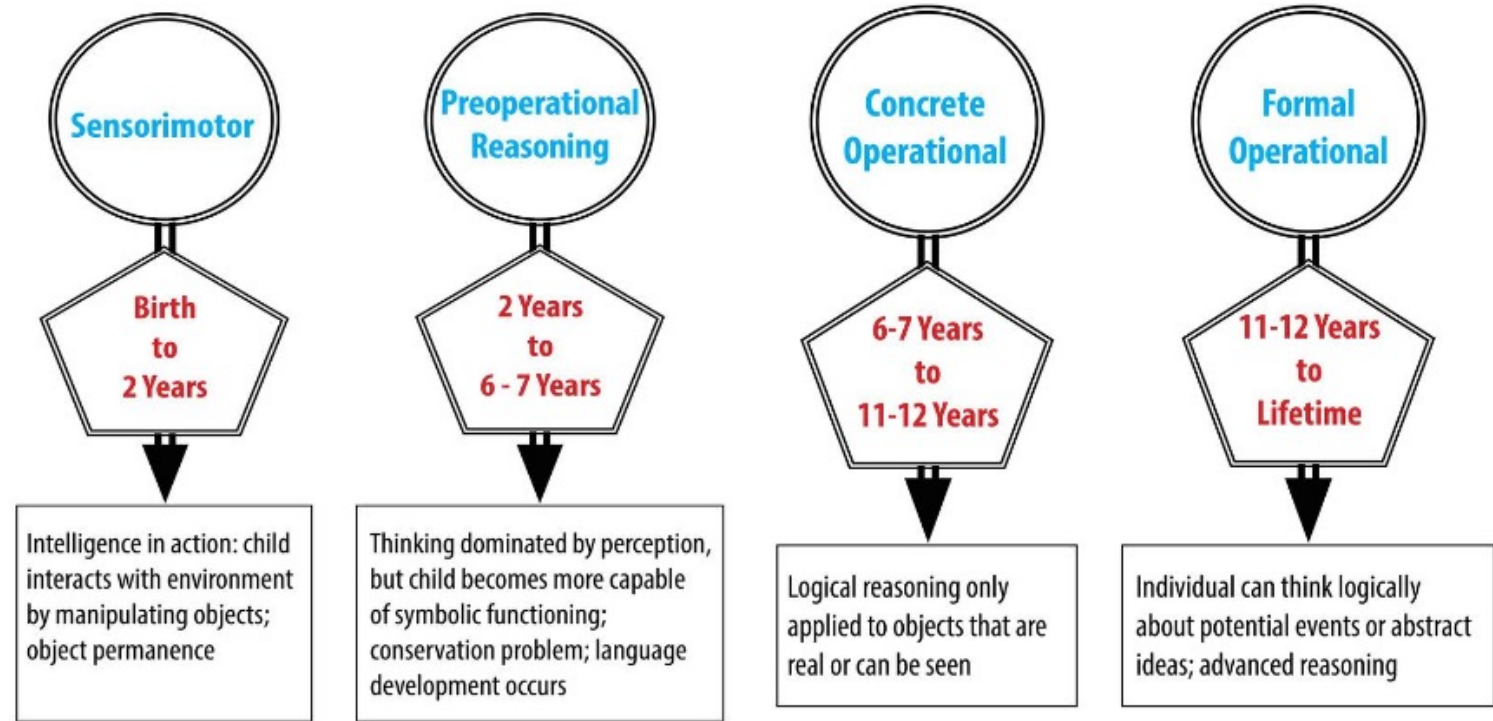 Sensorimotor
Birth
to
2 Years
Intelligence in action: child
interacts with environment
by manipulating objects;
object permanence
Preoperational
Reasoning
2 Years
to
6 - 7 Years
Thinking dominated by perception,
but child becomes more capable
of symbolic functioning;
conservation problem; language
development occurs
Concrete
Operational
6-7 Years
to
11-12 Years
Logical reasoning only
applied to objects that are
real or can be seen
Formal
Operational
11-12 Years
to
Lifetime
Individual can think logically
about potential events or abstract
ideas; advanced reasoning